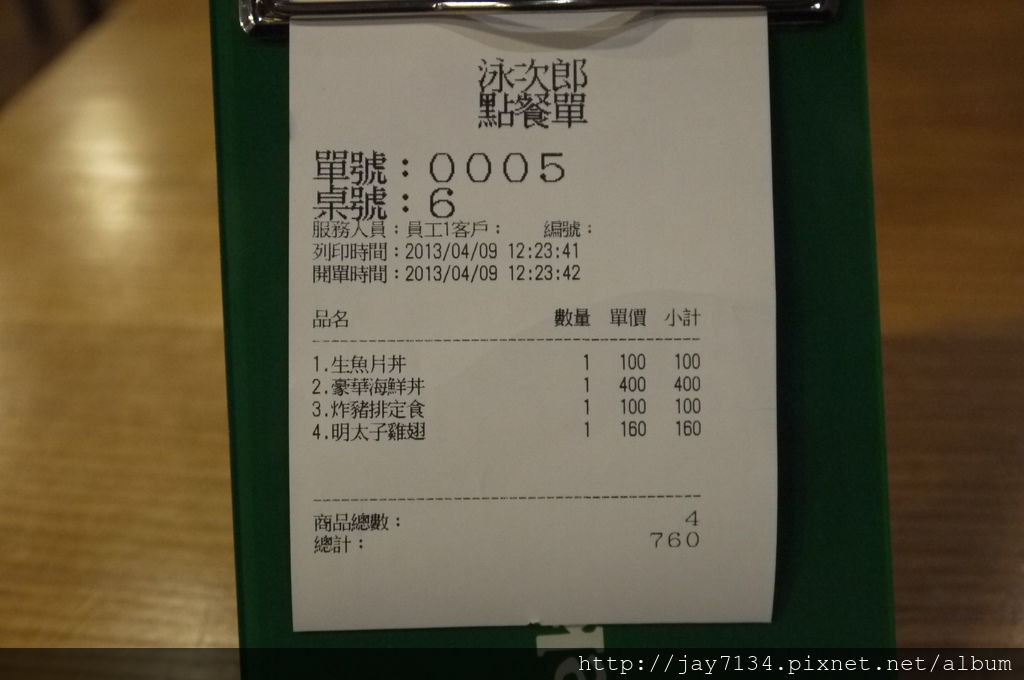 泳次郎
點餐單
單號：0005
桌號：6
服務人員：員工1客戶： 編號：
列印時間：2013/04/09 12:23:41
開單時間：2013/04/09 12:23:42
品名 數量 單價 小計
1.生魚片丼 1 100 100
2.豪華海鮮丼 1 400 400
3.炸豬排定食 1 100 100
4.明太子雞翅 1 160 160
商品總數： 4
總計： 760
http://jay7134.pixnet.net/album